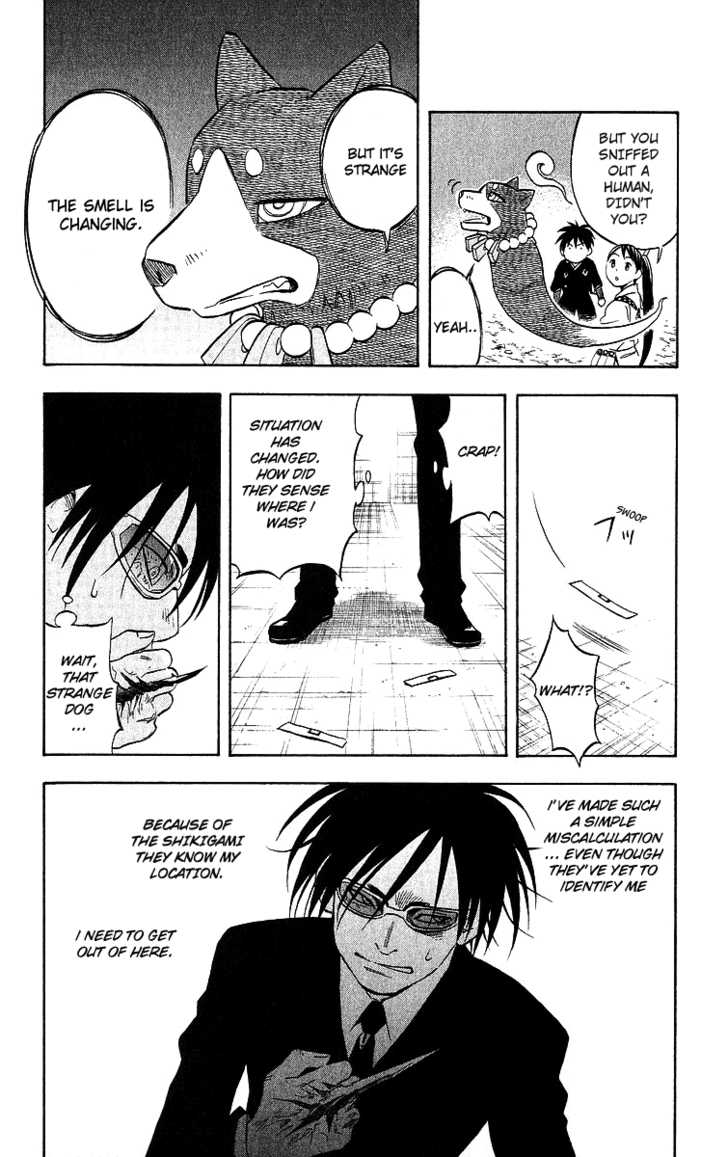 BUT YOU
SNIFFED
OUT A
HUMAN,
DIDN'T
YOU?
YEAH..
BUT IT'S
STRANGE
THE SMELL IS
CHANGING.
SWOOP
フッ
WHAT!?
CRAP!
SITUATION
HAS
CHANGED.
HOW DID
THEY SENSE
WHERE I
WAS?
WAIT,
THAT
STRANGE
DOG
...
I"VE MADE SUCH
A SIMPLE
MISCALCULATION
... EVEN THOUGH
THEY"VE YET TO
IDENTIFY ME
BECAUSE OF
THE SHIKIGAMI
THEY KNOW MY
LOCATION.
I NEED TO GET
OUT OF HERE.